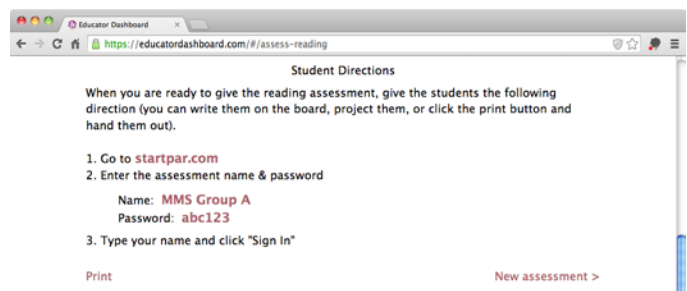 Educator Dashboard
https://educatordashboard.com/#/assess-reading
Student Directions
When you are ready to give the reading assessment, give the students the following
direction (you can write them on the board, project them, or click the print button and
hand them out).
1. Go to startpar.com
2. Enter the assessment name & password
Name: MMS Group A
Password: abc123
3. Type your name and click "Sign In"
Print New assessment >